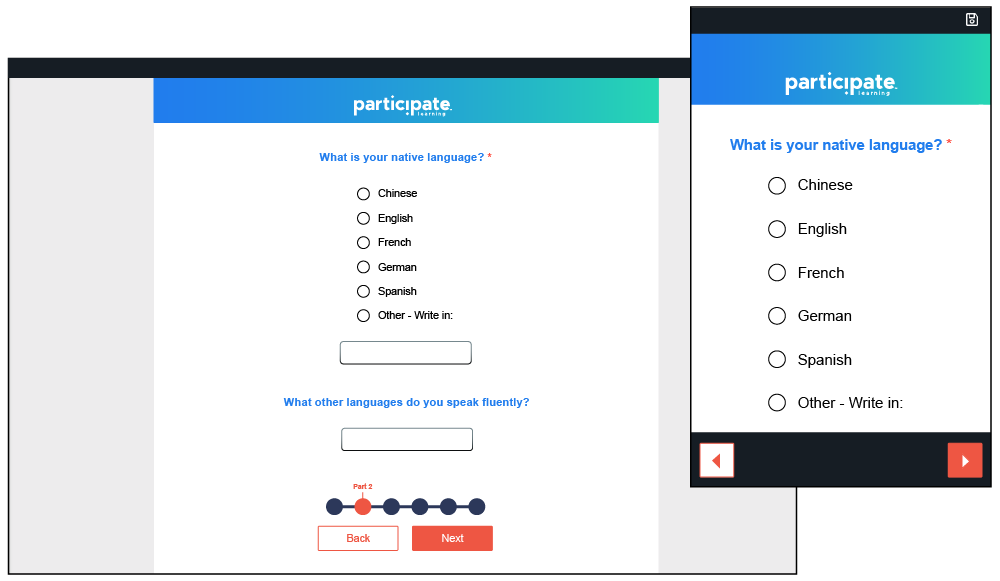 participate.
learning
What is your native language? *
Chinese
English
French
German
Spanish
Other - Write in:
What other languages do you speak fluently?
Part 2
Back
Next
participate.
learning
What is your native language? *
Chinese
English
French
German
Spanish
Other - Write in: